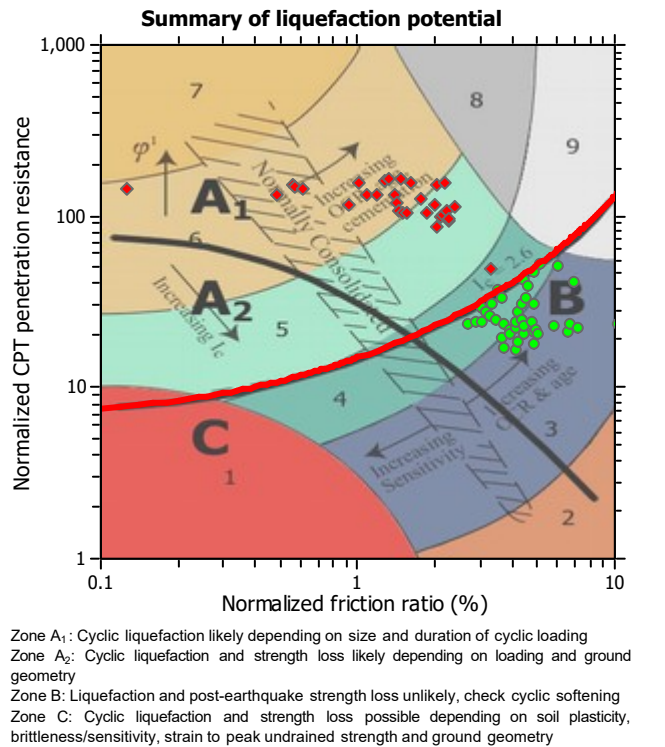 Summary of liquefaction potential
1,000
100
10
1
Normalized CPT penetration resistance
7
8
9
φ'
A1
Normally Consolidated
Increasing
cementation
6
A2
Increasing Ic
5
2.6
B
4
Increasing
OCR & age
3
C
1
Increasing
Sensitivity
2
0.1
1
10
Normalized friction ratio (%)
Zone A1: Cyclic liquefaction likely depending on size and duration of cyclic loading
Zone A2: Cyclic liquefaction and strength loss likely depending on loading and ground
geometry
Zone B: Liquefaction and post-earthquake strength loss unlikely, check cyclic softening
Zone C: Cyclic liquefaction and strength loss possible depending on soil plasticity,
brittleness/sensitivity, strain to peak undrained strength and ground geometry